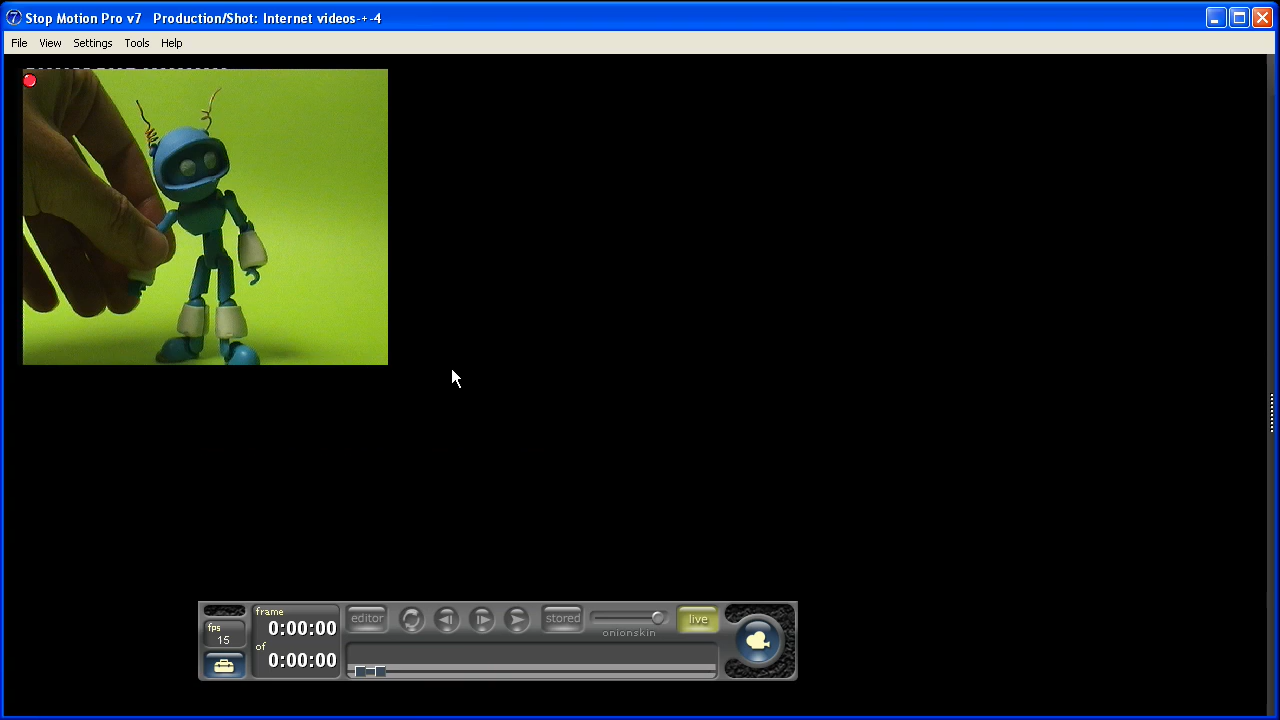 7 Stop Motion Pro v7 Production/Shot: Internet videos-+-4
File View Settings Tools Help
fps
15
frame
0:00:00
of
0:00:00
editor
stored
onionskin
live